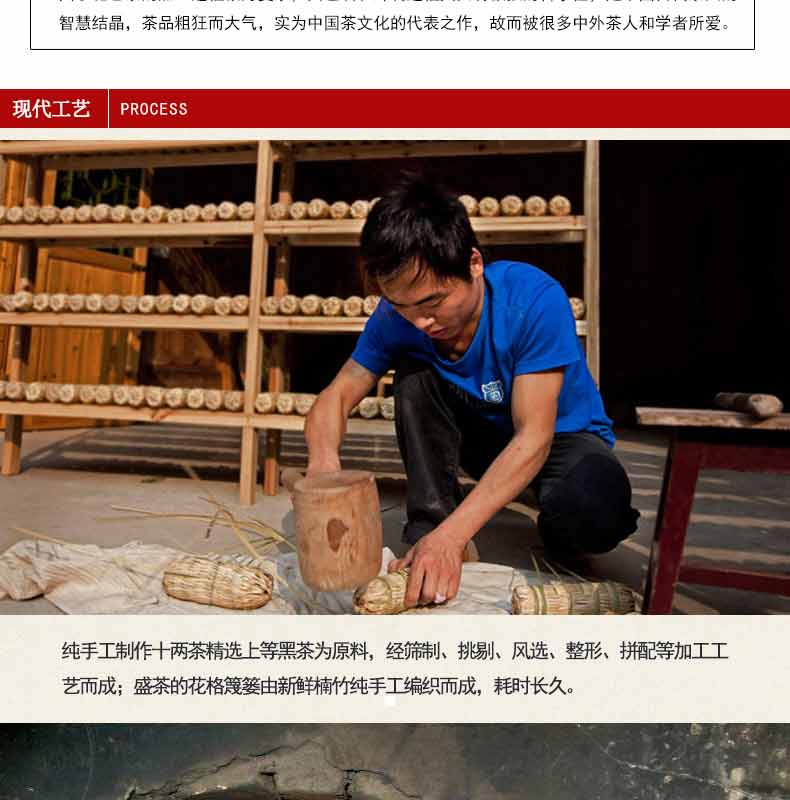 智慧结晶，茶品粗狂而大气，实为中国茶文化的代表之作，故而被很多中外茶人和学者所爱。
现代工艺 PROCESS
纯手工制作十两茶精选上等黑茶为原料，经筛制、挑剔、风选、整形、拼配等加工工
艺而成；盛茶的花格篾篓由新鲜楠竹纯手工编织而成，耗时长久。